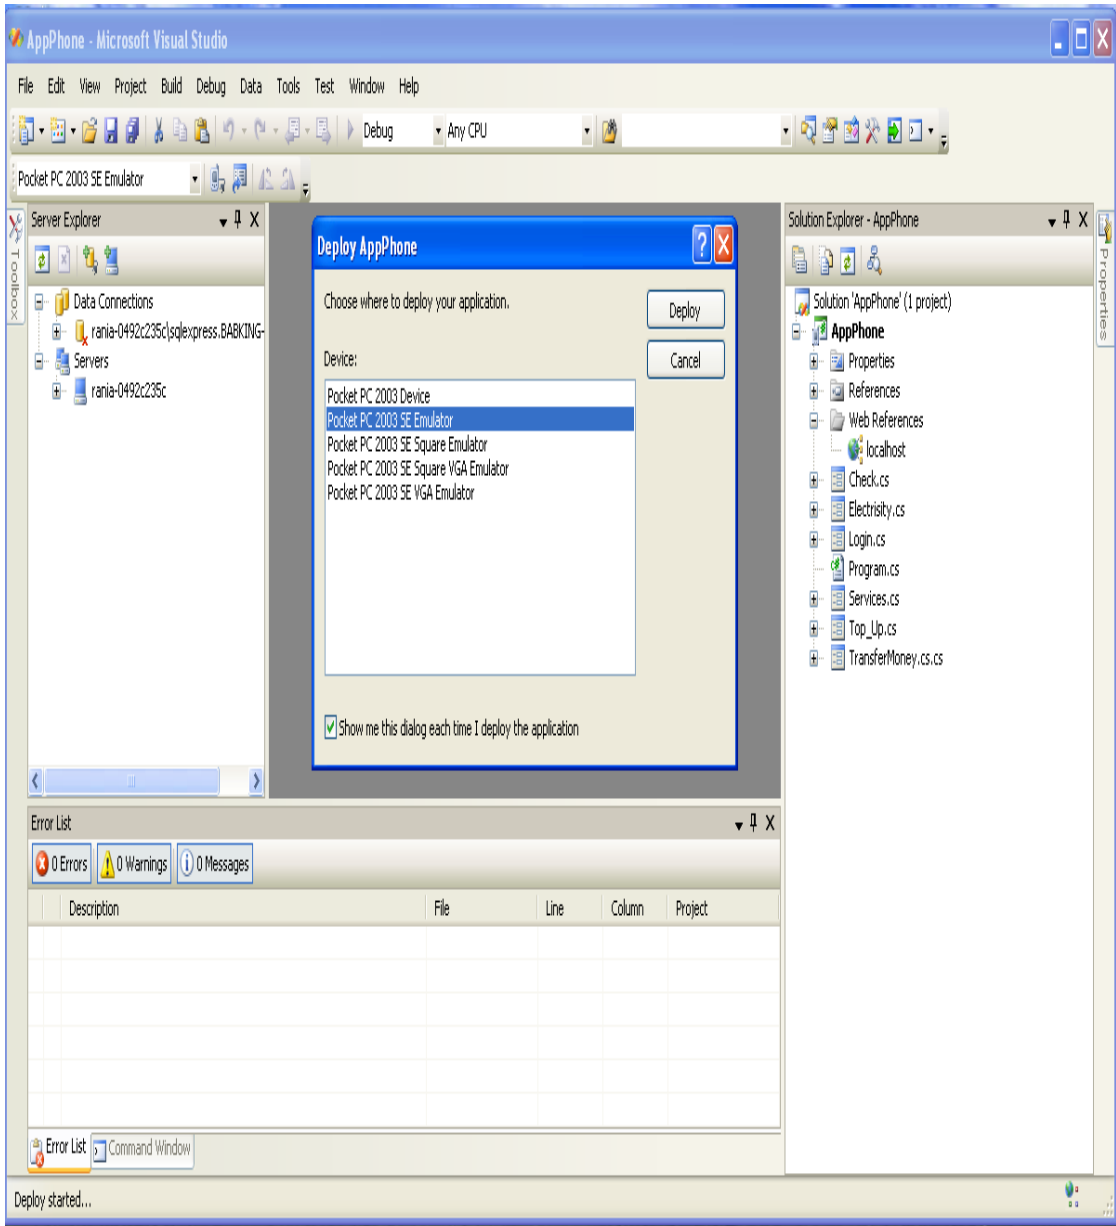 AppPhone - Microsoft Visual Studio
File Edit View Project Build Debug Data Tools Test Window Help
Debug Any CPU
Pocket PC 2003 SE Emulator
Toolbox
Server Explorer
Data Connections
rania-0492c235c\sqlexpress.BABKING-
Servers
rania-0492c235c
Deploy AppPhone
Choose where to deploy your application.
Deploy
Cancel
Device:
Pocket PC 2003 Device
Pocket PC 2003 SE Emulator
Pocket PC 2003 SE Square Emulator
Pocket PC 2003 SE Square VGA Emulator
Pocket PC 2003 SE VGA Emulator
Show me this dialog each time I deploy the application
Solution Explorer - AppPhone
Solution 'AppPhone' (1 project)
AppPhone
Properties
References
Web References
localhost
Check.cs
Electrisity.cs
Login.cs
Program.cs
Services.cs
Top_Up.cs
TransferMoney.cs.cs
Properties
Error List
0 Errors 0 Warnings 0 Messages
Description File Line Column Project
Error List Command Window
Deploy started...